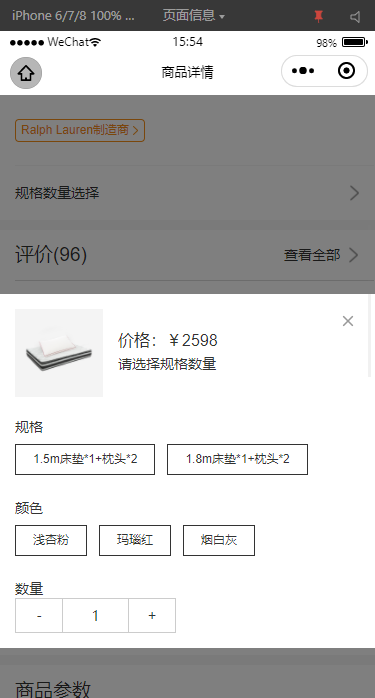 iPhone 6/7/8 100% ... 页面信息
WeChat 15:54 98%
商品详情
Ralph Lauren制造商
规格数量选择
评价(96) 查看全部
价格：￥2598
请选择规格数量
规格
1.5m床垫*1+枕头*2 1.8m床垫*1+枕头*2
颜色
浅杏粉 玛瑙红 烟白灰
数量
- 1 +
商品参数